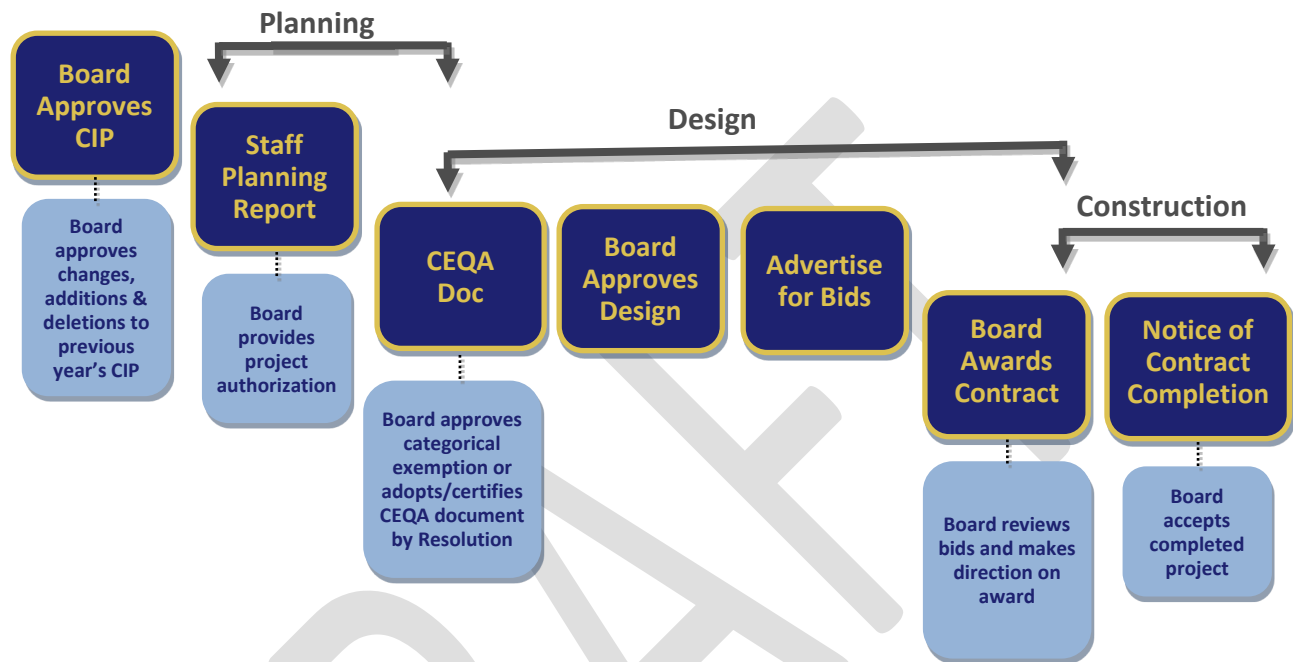 Planning
Board
Approves
CIP
Board
approves
changes,
additions &
deletions to
previous
year's CIP
Staff
Planning
Report
Board
provides
project
authorization
Design
CEQA
Doc
Board approves
categorical
exemption or
adopts/certifies
CEQA document
by Resolution
Board
Approves
Design
Advertise
for Bids
Construction
Board
Awards
Contract
Board reviews
bids and makes
direction on
award
Notice of
Contract
Completion
Board
accepts
completed
project
DRAFT